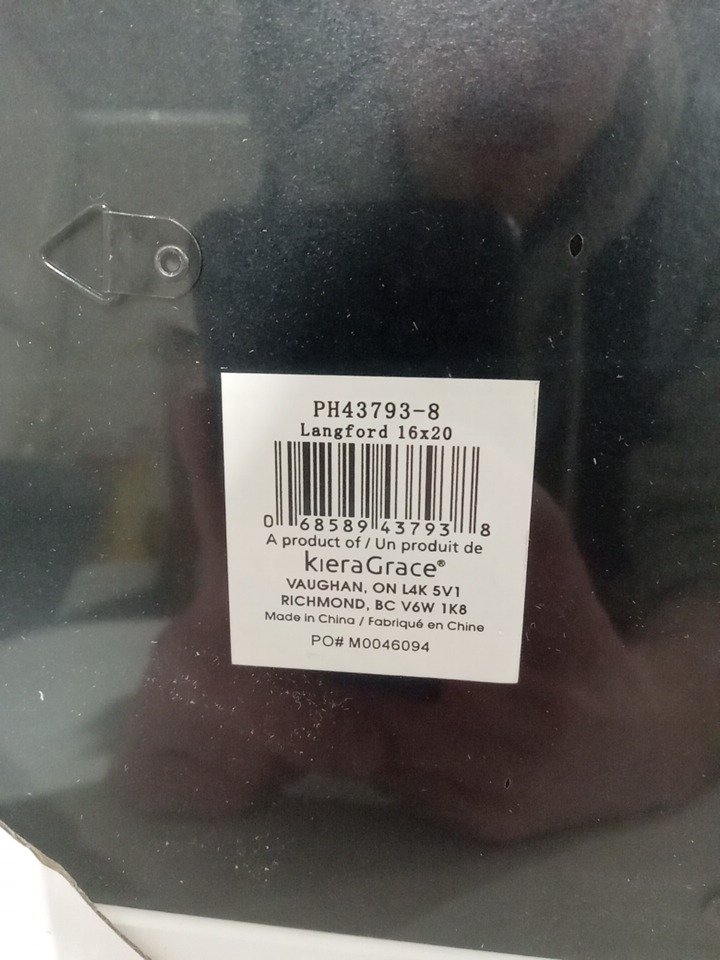 PH43793-8
Langford 16x20
0 68589 43793 8
A product of / Un produit de
kieraGrace®
VAUGHAN, ON L4K 5V1
RICHMOND, BC V6W 1K8
Made in China / Fabriqué en Chine
PO# M0046094